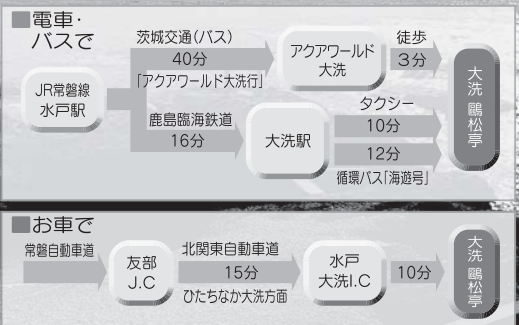 ■電車・
バスで
茨城交通(バス)
40分
「アクアワールド大洗行」
アクアワールド
大洗
徒歩
3分
JR常磐線
水戸駅
鹿島臨海鉄道
16分
大洗駅
タクシー
10分
12分
循環バス「海遊号」
大洗 鷗松亭
■お車で
常磐自動車道
友部
J.C
北関東自動車道
15分
ひたちなか大洗方面
水戸
大洗I.C
10分
大洗 鷗松亭